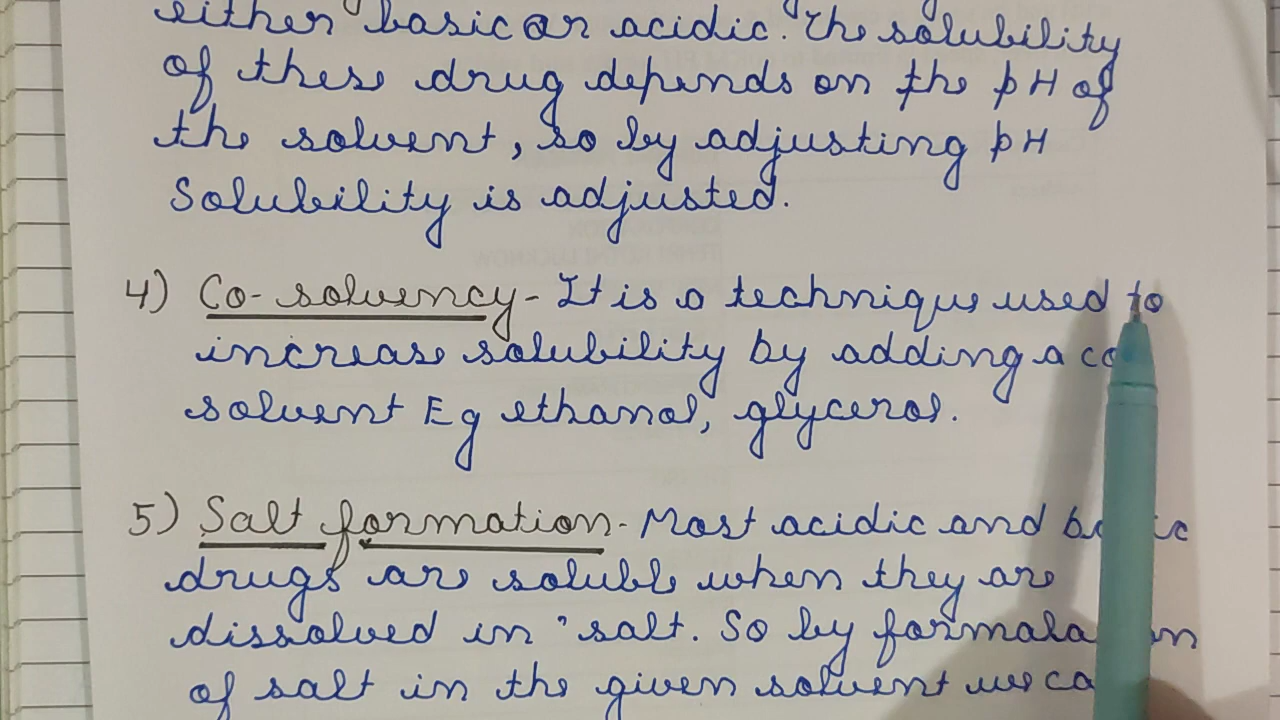 either basic or acidic. The solubility
of these drug depends on the pH of
the solvent, so by adjusting pH
Solubility is adjusted.
4) Co-solvency- It is a technique used to
increase solubility by adding a co
solvent Eg ethanol, glycerol.
5) Salt formation- Most acidic and
drugs are soluble when they are
dissolved in salt. So by
of salt in the given solvent we